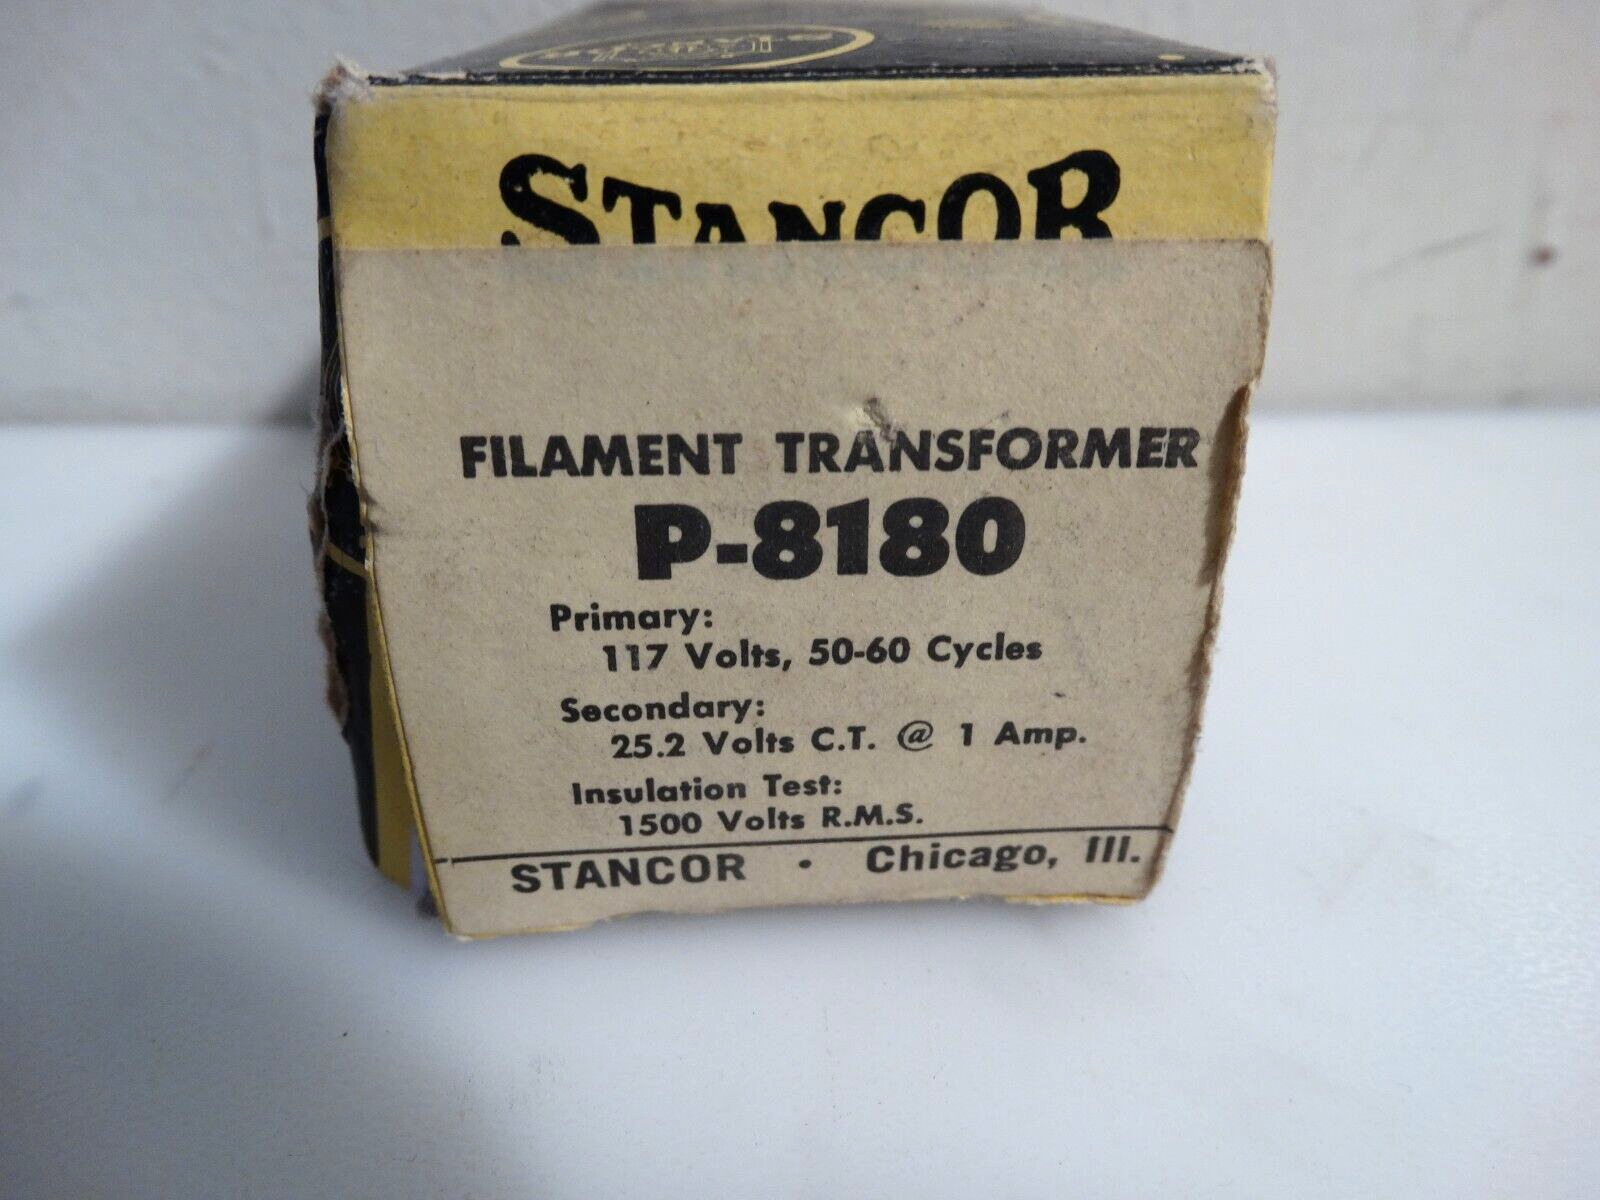 STANCOR
FILAMENT TRANSFORMER
P-8180
Primary:
117 Volts, 50-60 Cycles
Secondary:
25.2 Volts C.T. @ 1 Amp.
Insulation Test:
1500 Volts R.M.S.
STANCOR • Chicago, Ill.